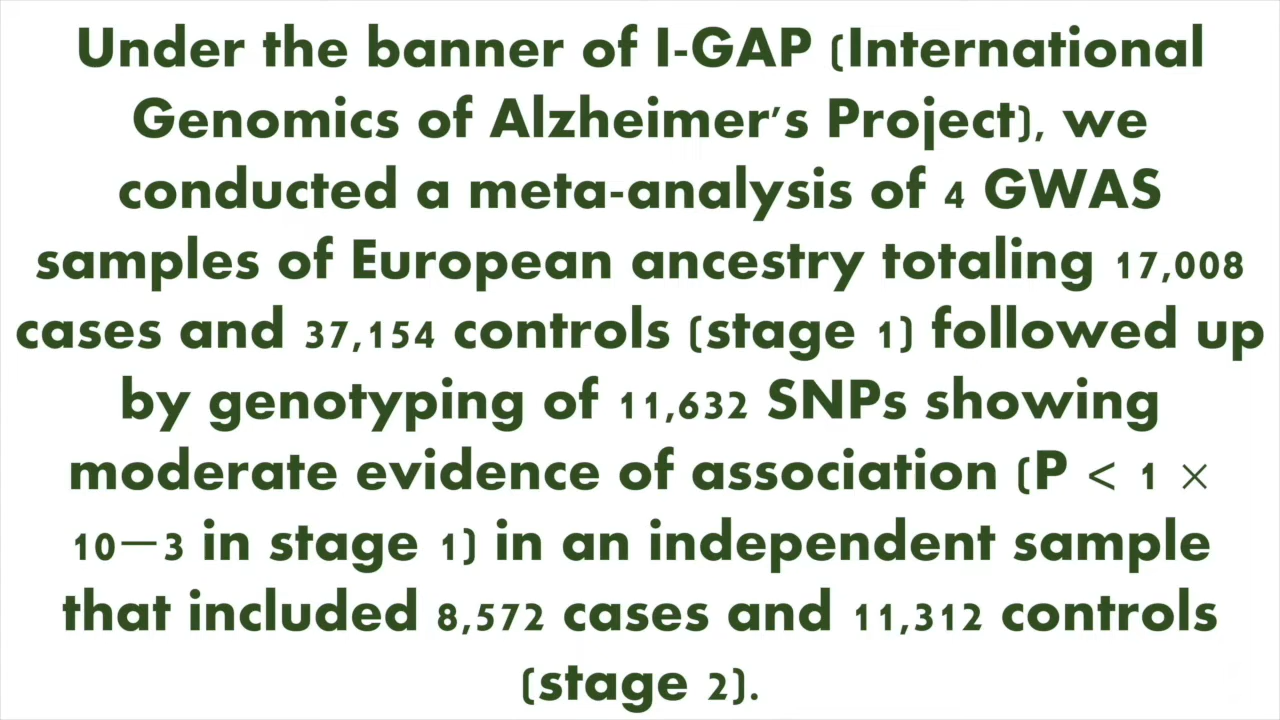 Under the banner of I-GAP (International
Genomics of Alzheimer's Project), we
conducted a meta-analysis of 4 GWAS
samples of European ancestry totaling 17,008
cases and 37,154 controls (stage 1) followed up
by genotyping of 11,632 SNPs showing
moderate evidence of association (P < 1 ×
10—3 in stage 1) in an independent sample
that included 8,572 cases and 11,312 controls
(stage 2).